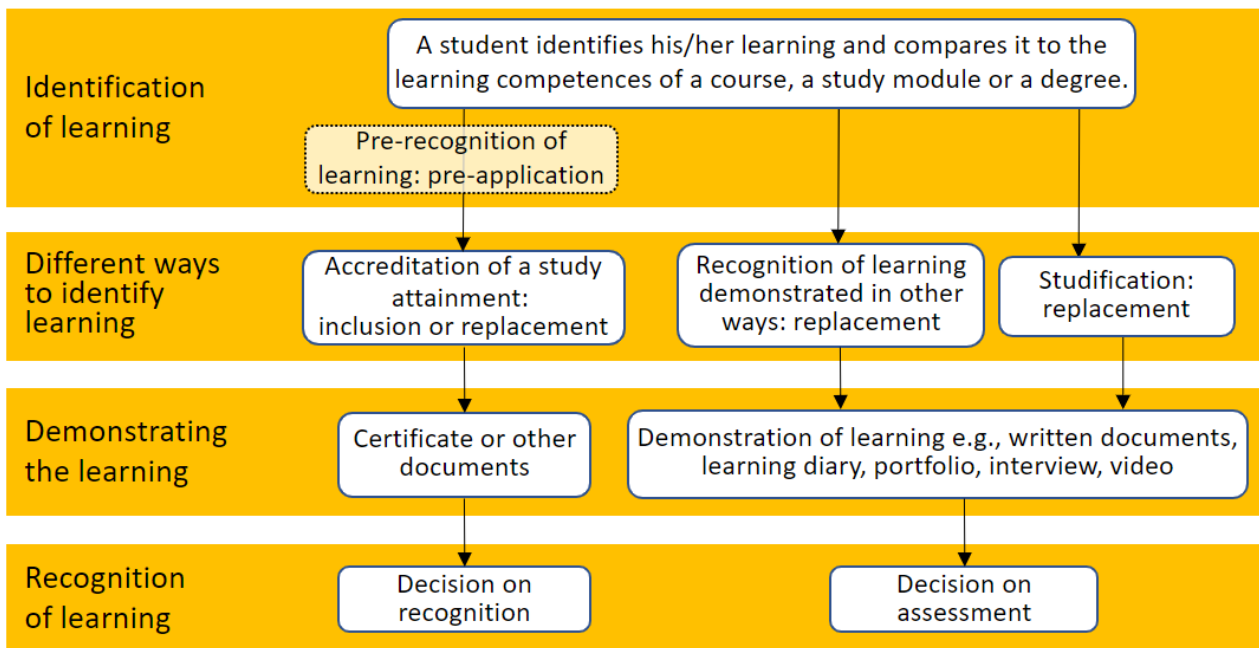 Identification
of learning
A student identifies his/her learning and compares it to the
learning competences of a course, a study module or a degree.
Pre-recognition of
learning: pre-application
Different ways
to identify
learning
Accreditation of a study
attainment:
inclusion or replacement
Recognition of learning
demonstrated in other
ways: replacement
Studification:
replacement
Demonstrating
the learning
Certificate or other
documents
Demonstration of learning e.g., written documents,
learning diary, portfolio, interview, video
Recognition
of learning
Decision on
recognition
Decision on
assessment